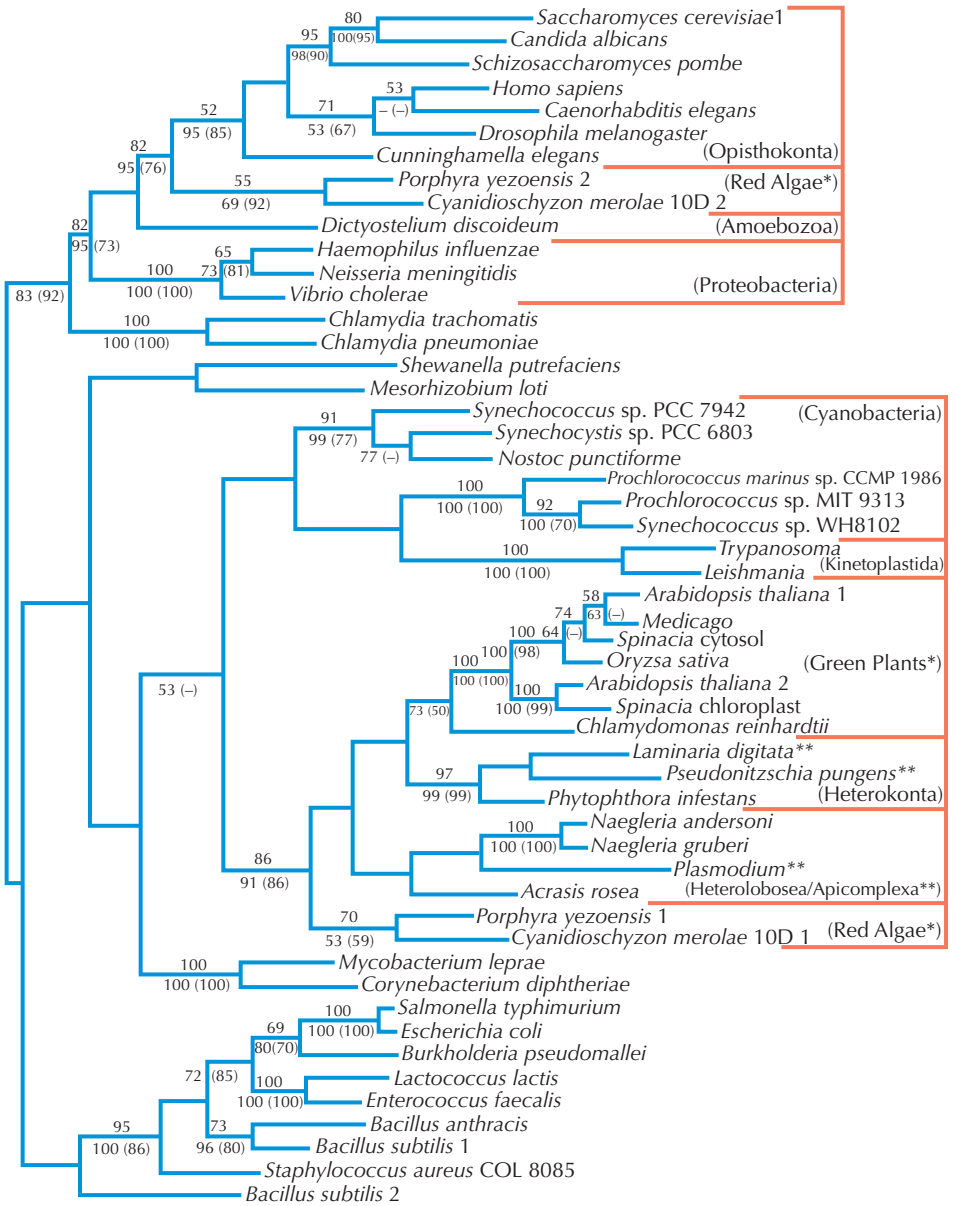 80
Saccharomyces cerevisiae1
95
100(95)
Candida albicans
98(90)
Schizosaccharomyces pombe
53
Homo sapiens
52
71
– (–)
Caenorhabditis elegans
95 (85)
53 (67)
Drosophila melanogaster
82
(Opisthokonta)
95 (76)
Cunninghamella elegans
55
Porphyra yezoensis 2
(Red Algae*)
69 (92)
Cyanidioschyzon merolae 10D 2
82
Dictyostelium discoideum
(Amoebozoa)
95 (73)
65
Haemophilus influenzae
100
73 (81)
Neisseria meningitidis
83 (92)
100 (100)
Vibrio cholerae
(Proteobacteria)
100
Chlamydia trachomatis
100 (100)
Chlamydia pneumoniae
Shewanella putrefaciens
Mesorhizobium loti
91
Synechococcus sp. PCC 7942
(Cyanobacteria)
99 (77)
Synechocystis sp. PCC 6803
77 (–)
Nostoc punctiforme
100
Prochlorococcus marinus sp. CCMP 1986
100 (100)
92
Prochlorococcus sp. MIT 9313
100 (70)
Synechococcus sp. WH8102
100
Trypanosoma
(Kinetoplastida)
100 (100)
Leishmania
58
Arabidopsis thaliana 1
74
63 (–)
Medicago
100 64 (–)
Spinacia cytosol
100 (98)
Oryzsa sativa
(Green Plants*)
100
100 (100)
100
Arabidopsis thaliana 2
53 (–)
73 (50)
100 (99)
Spinacia chloroplast
Chlamydomonas reinhardtii
Laminaria digitata**
97
Pseudonitzschia pungens**
99 (99)
Phytophthora infestans
(Heterokonta)
100
Naegleria andersoni
100 (100)
Naegleria gruberi
86
Plasmodium**
91 (86)
Acrasis rosea
(Heterolobosea/Apicomplexa**)
70
Porphyra yezoensis 1
53 (59)
Cyanidioschyzon merolae 10D 1
(Red Algae*)
100
Mycobacterium leprae
100 (100)
Corynebacterium diphtheriae
100
Salmonella typhimurium
69
100 (100)
Escherichia coli
80(70)
Burkholderia pseudomallei
72 (85)
100
Lactococcus lactis
100 (100)
Enterococcus faecalis
95
73
Bacillus anthracis
100 (86)
96 (80)
Bacillus subtilis 1
Staphylococcus aureus COL 8085
Bacillus subtilis 2